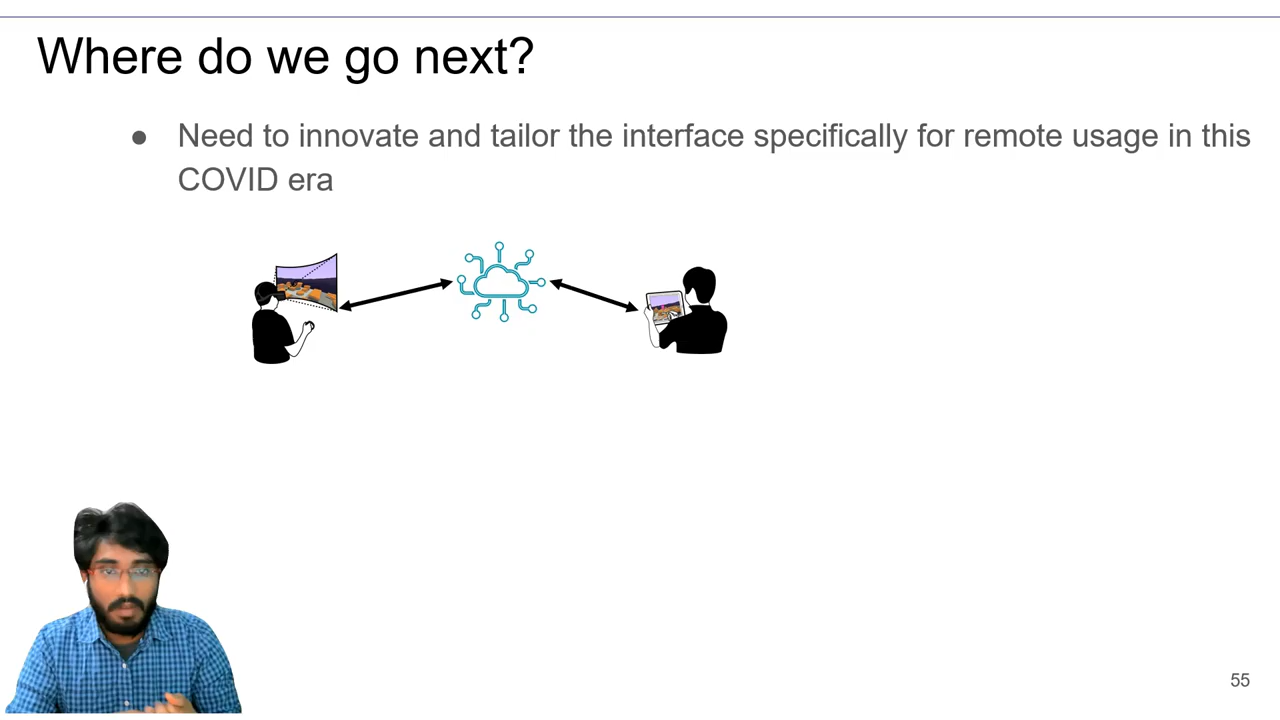 Where do we go next?
● Need to innovate and tailor the interface specifically for remote usage in this
COVID era
55